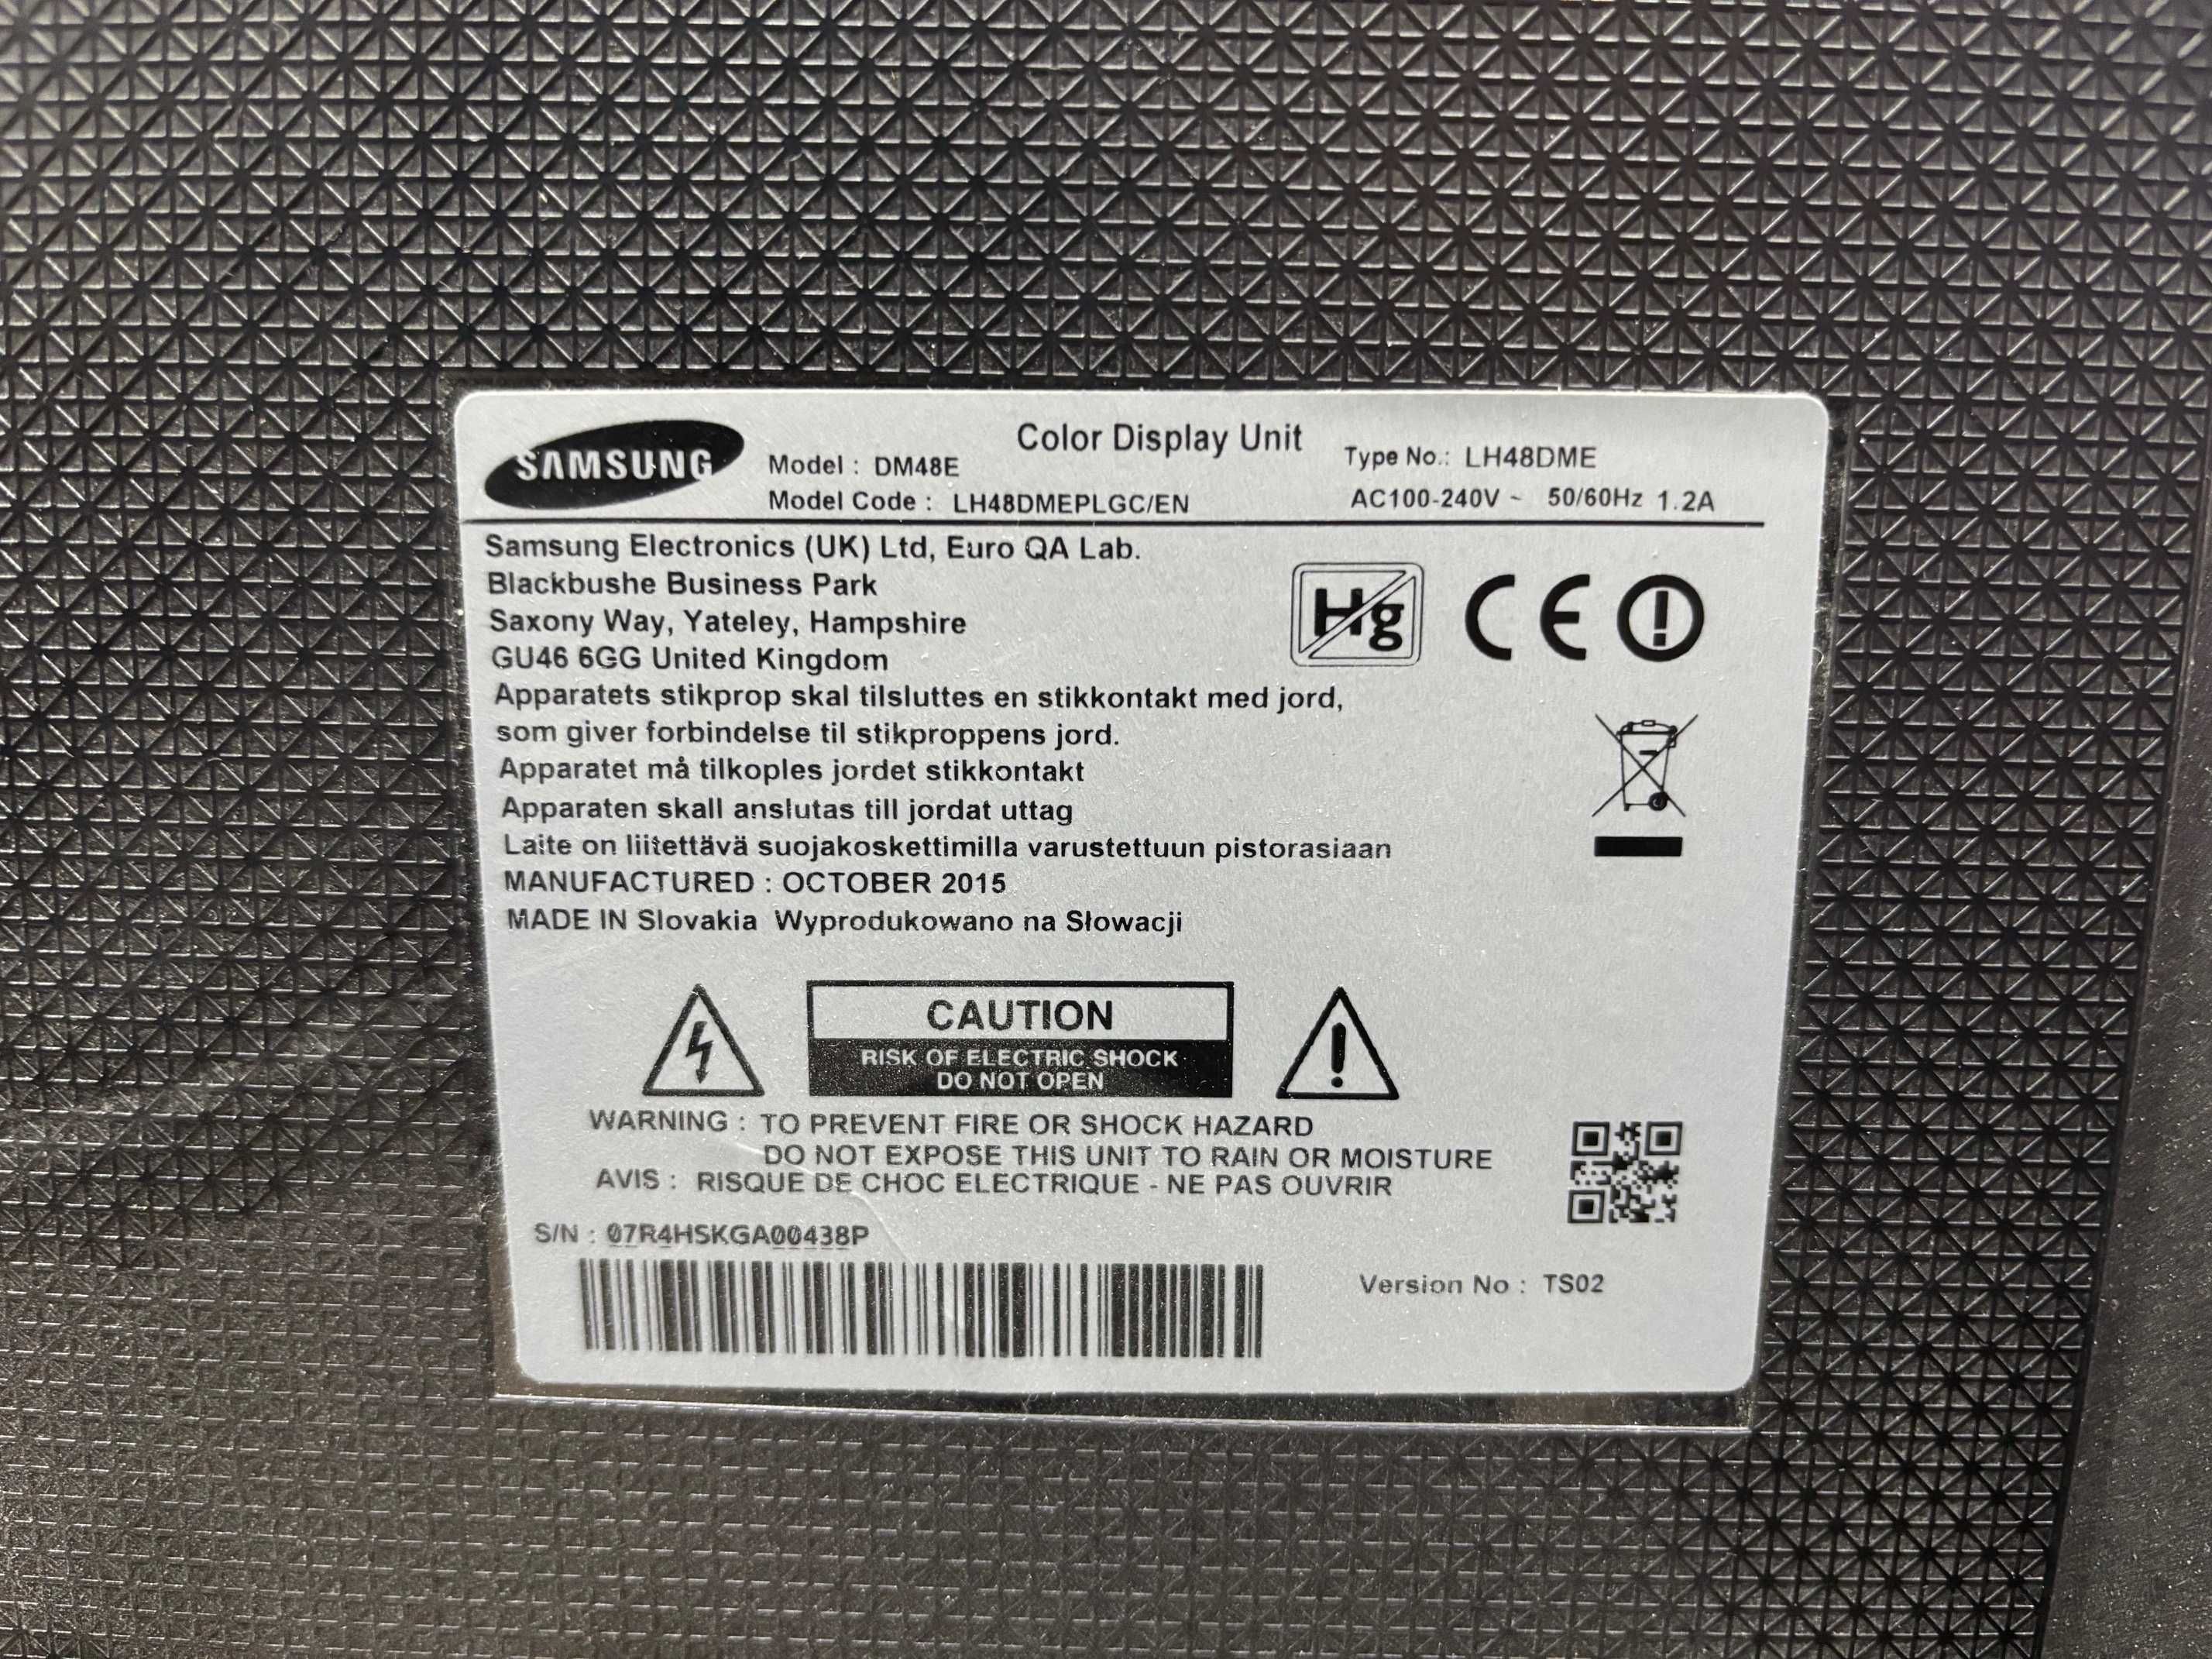 Color Display Unit
SAMSUNG
Model : DM48E
Type No.: LH48DME
Model Code : LH48DMEPLGC/EN
AC100-240V ~ 50/60Hz 1.2A
Samsung Electronics (UK) Ltd, Euro QA Lab.
Blackbushe Business Park
Saxony Way, Yateley, Hampshire
GU46 6GG United Kingdom
Hg
CE
Apparatets stikprop skal tilsluttes en stikkontakt med jord,
som giver forbindelse til stikproppens jord.
Apparatet må tilkoples jordet stikkontakt
Apparaten skall anslutas till jordat uttag
Laite on liitettävä suojakoskettimilla varustettuun pistorasiaan
MANUFACTURED : OCTOBER 2015
MADE IN Slovakia Wyprodukowano na Słowacji
CAUTION
RISK OF ELECTRIC SHOCK
DO NOT OPEN
WARNING : TO PREVENT FIRE OR SHOCK HAZARD
DO NOT EXPOSE THIS UNIT TO RAIN OR MOISTURE
AVIS : RISQUE DE CHOC ELECTRIQUE - NE PAS OUVRIR
S/N : 07R4HSKGA00438P
Version No : TS02